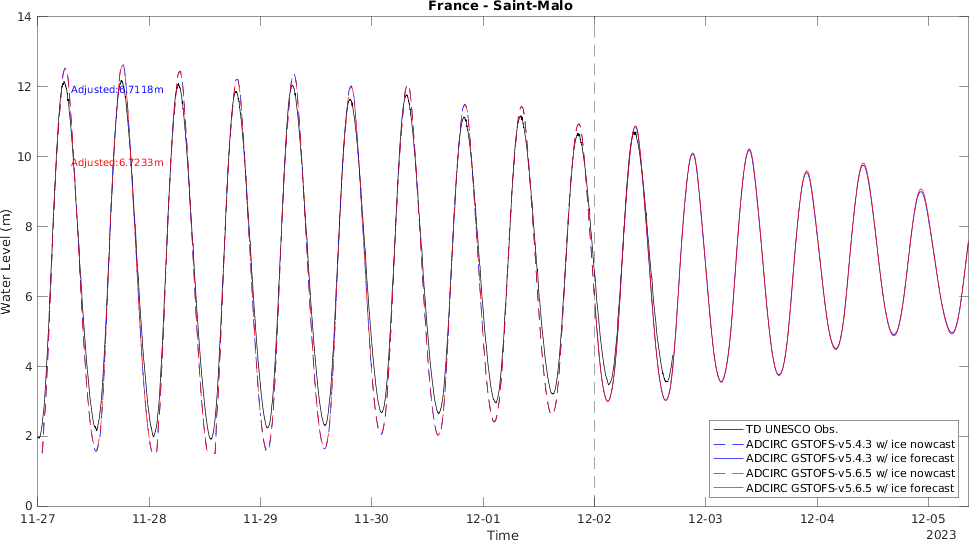 France - Saint-Malo
14
12
10
8
6
4
2
0
Water Level (m)
Adjusted:6.7118m
Adjusted:6.7233m
TD UNESCO Obs.
ADCIRC GSTOFS-v5.4.3 w/ ice nowcast
ADCIRC GSTOFS-v5.4.3 w/ ice forecast
ADCIRC GSTOFS-v5.6.5 w/ ice nowcast
ADCIRC GSTOFS-v5.6.5 w/ ice forecast
11-27 11-28 11-29 11-30 12-01 12-02 12-03 12-04 12-05
Time 2023